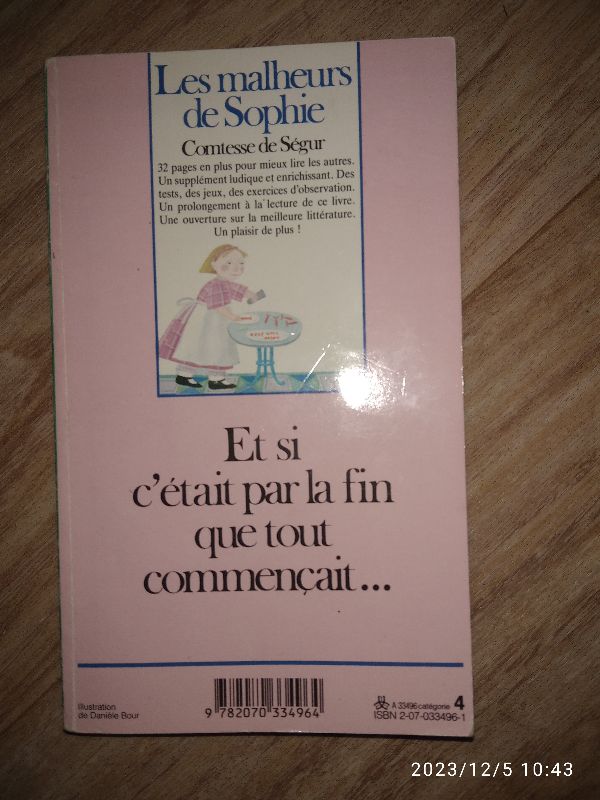 Les malheurs
de Sophie
Comtesse de Ségur
32 pages en plus pour mieux lire les autres.
Un supplément ludique et enrichissant. Des
tests, des jeux, des exercices d'observation.
Un prolongement à la lecture de ce livre.
Une ouverture sur la meilleure littérature.
Un plaisir de plus !
Et si
c'était par la fin
que tout
commençait...
Illustration
de Danièle Bour
9 782070 334964
A 33496 catégorie 4
ISBN 2-07-033496-1
2023/12/5 10:43